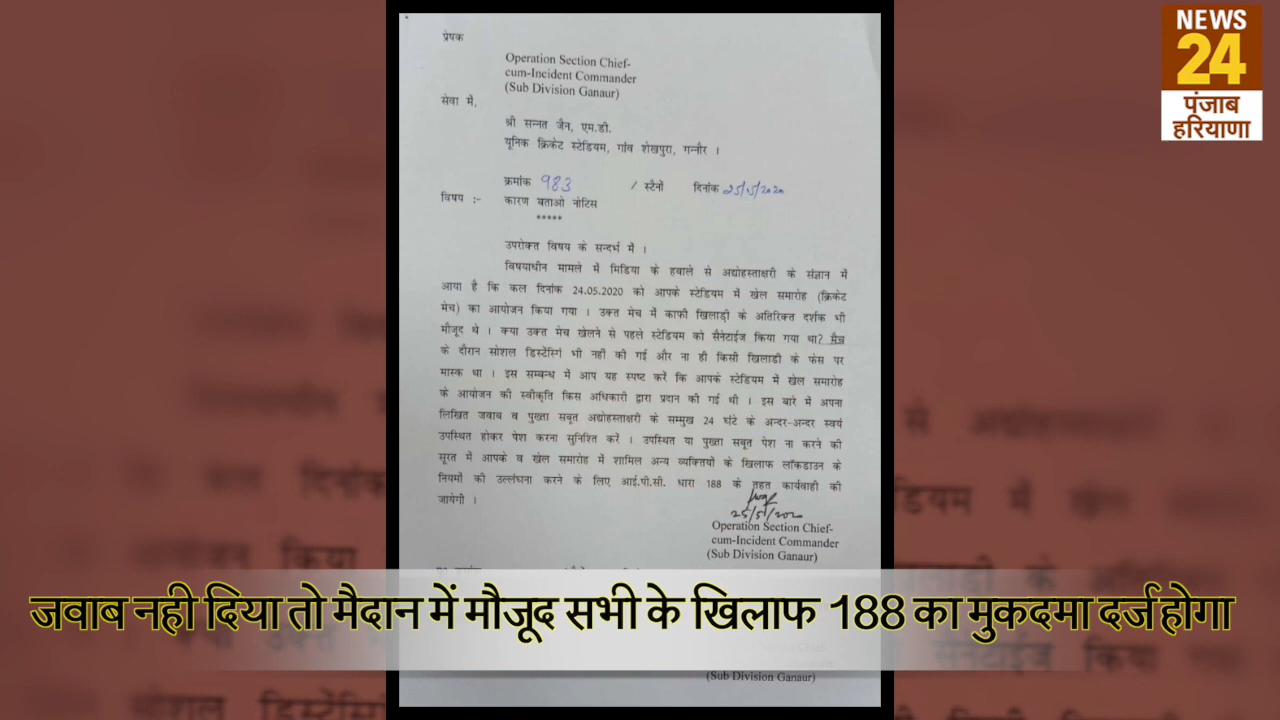 NEWS
24
पंजाब
हरियाणा
प्रेषक
Operation Section Chief-
cum-Incident Commander
(Sub Division Ganaur)
सेवा में,
श्री सन्नत जैन, एम.डी.
यूनिक क्रिकेट स्टेडियम, गांव शेखपुरा, गन्नौर ।
क्रमांक 983 / स्टैनों दिनांक 25/5/2020
विषय :- कारण बताओ नोटिस
*****
उपरोक्त विषय के सन्दर्भ में ।
विषयाधीन मामले में मिडिया के हवाले से अद्योहस्ताक्षरी के संज्ञान में
आया है कि कल दिनांक 24.05.2020 को आपके स्टेडियम में खेल समारोह (क्रिकेट
मेच) का आयोजन किया गया । उक्त मेच में काफी खिलाड़ी के अतिरिक्त दर्शक भी
मौजूद थे । क्या उक्त मेच खेलने से पहले स्टेडियम को सैनेटाईज किया गया था? मैच
के दौरान सोशल डिस्टेंसिंग भी नहीं की गई और ना ही किसी खिलाडी के फेस पर
मास्क था । इस सम्बन्ध में आप यह स्पष्ट करें कि आपके स्टेडियम में खेल समारोह
के आयोजन की स्वीकृति किस अधिकारी द्वारा प्रदान की गई थी । इस बारे में अपना
लिखित जवाब व पुख्ता सबूत अद्योहस्ताक्षरी के सम्मुख 24 घंटे के अन्दर-अन्दर स्वयं
उपस्थित होकर पेश करना सुनिश्ति करें । उपस्थित या पुख्ता सबूत पेश ना करने की
सूरत में आपके व खेल समारोह में शामिल अन्य व्यक्तियों के खिलाफ लॉकडाउन के
नियमों की उल्लंघना करने के लिए आई.पी.सी. धारा 188 के तहत कार्यवाही की
जायेगी ।
25/5/2020
Operation Section Chief-
cum-Incident Commander
(Sub Division Ganaur)
जवाब नही दिया तो मैदान में मौजूद सभी के खिलाफ 188 का मुकदमा दर्ज होगा
(Sub Division Ganaur)